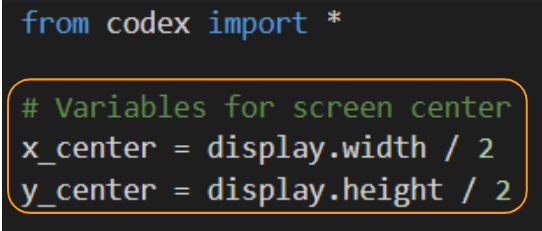 from codex import *
# Variables for screen center
x_center = display.width / 2
y_center = display.height / 2